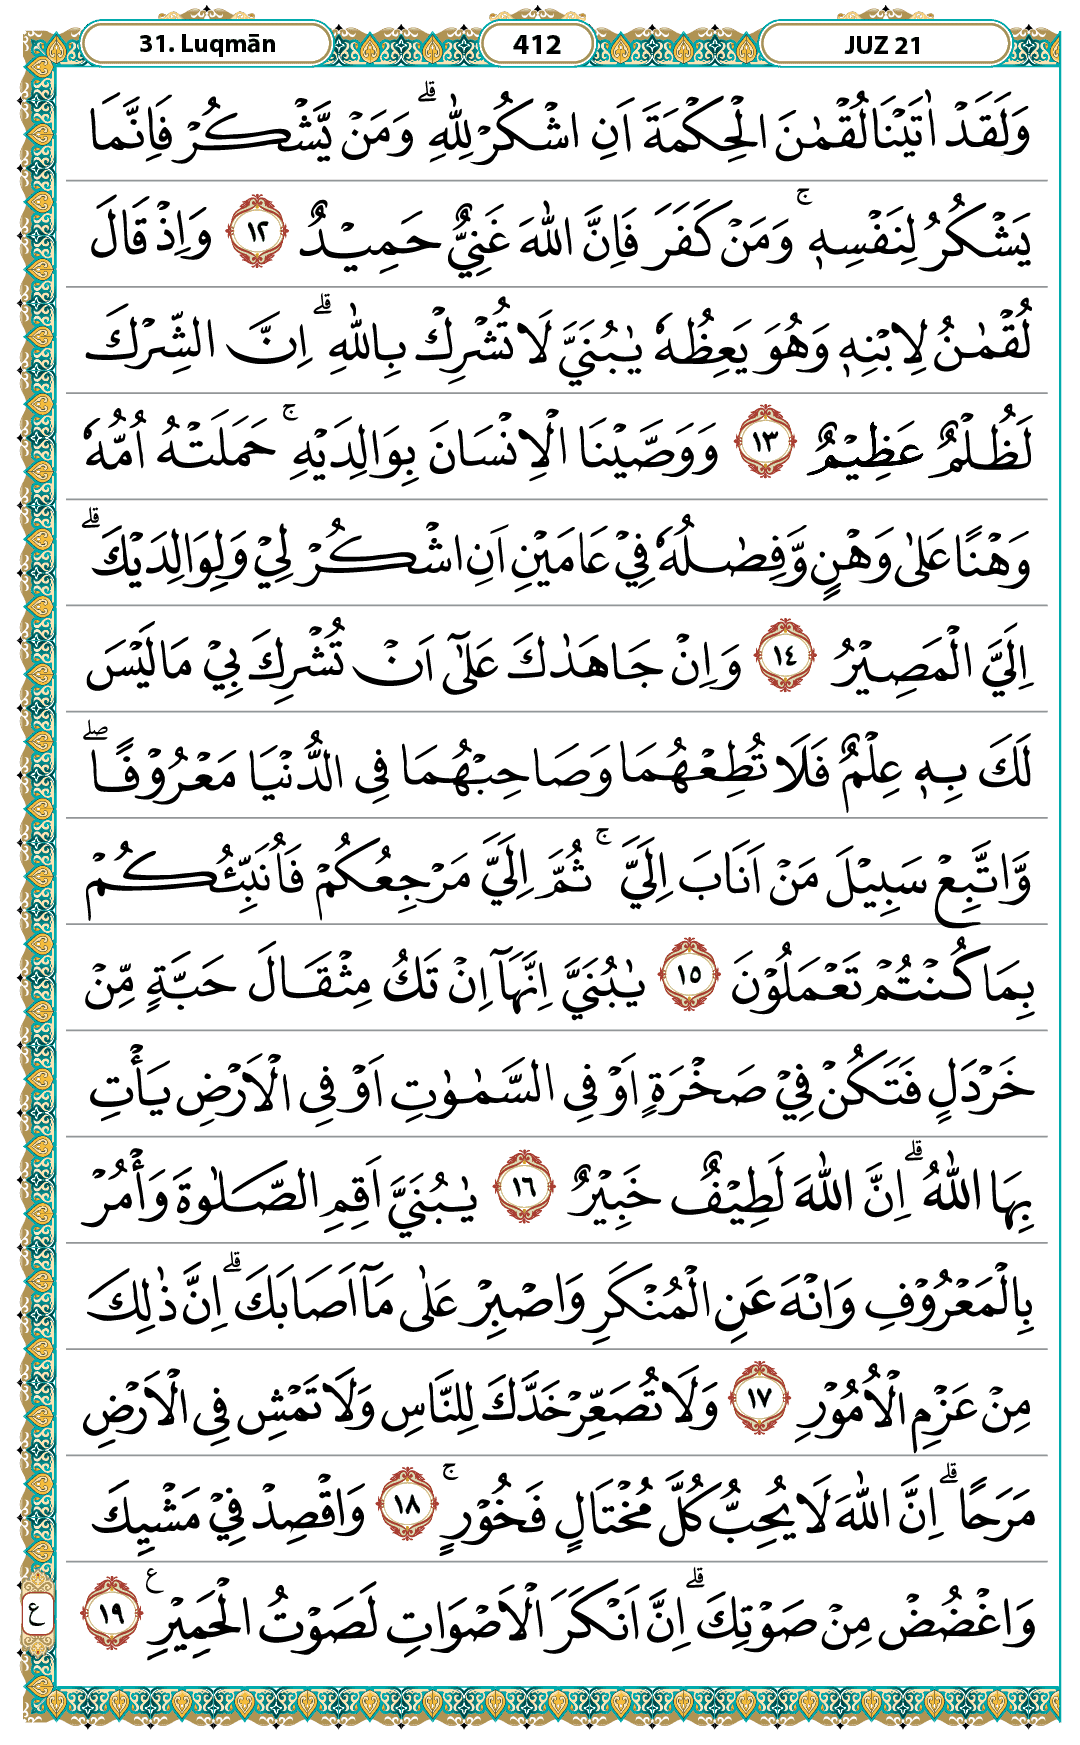 31. Luqmān 412 JUZ 21
وَلَقَدْ اٰتَيْنَا لُقْمٰنَ الْحِكْمَةَ اَنِ اشْكُرْ لِلّٰهِ ۗ وَمَنْ يَّشْكُرْ فَاِنَّمَا
يَشْكُرُ لِنَفْسِهٖ ۚ وَمَنْ كَفَرَ فَاِنَّ اللّٰهَ غَنِيٌّ حَمِيْدٌ ١٢ وَاِذْ قَالَ
لُقْمٰنُ لِابْنِهٖ وَهُوَ يَعِظُهٗ يٰبُنَيَّ لَا تُشْرِكْ بِاللّٰهِ ۗ اِنَّ الشِّرْكَ
لَظُلْمٌ عَظِيْمٌ ١٣ وَوَصَّيْنَا الْاِنْسَانَ بِوَالِدَيْهِ ۚ حَمَلَتْهُ اُمُّهٗ
وَهْنًا عَلٰى وَهْنٍ وَّفِصٰلُهٗ فِيْ عَامَيْنِ اَنِ اشْكُرْ لِيْ وَلِوَالِدَيْكَ ۗ
اِلَيَّ الْمَصِيْرُ ١٤ وَاِنْ جَاهَدٰكَ عَلٰٓى اَنْ تُشْرِكَ بِيْ مَا لَيْسَ
لَكَ بِهٖ عِلْمٌ فَلَا تُطِعْهُمَا وَصَاحِبْهُمَا فِى الدُّنْيَا مَعْرُوْفًا ۖ
وَّاتَّبِعْ سَبِيْلَ مَنْ اَنَابَ اِلَيَّ ۚ ثُمَّ اِلَيَّ مَرْجِعُكُمْ فَاُنَبِّئُكُمْ
بِمَا كُنْتُمْ تَعْمَلُوْنَ ١٥ يٰبُنَيَّ اِنَّهَآ اِنْ تَكُ مِثْقَالَ حَبَّةٍ مِّنْ
خَرْدَلٍ فَتَكُنْ فِيْ صَخْرَةٍ اَوْ فِى السَّمٰوٰتِ اَوْ فِى الْاَرْضِ يَأْتِ
بِهَا اللّٰهُ ۗ اِنَّ اللّٰهَ لَطِيْفٌ خَبِيْرٌ ١٦ يٰبُنَيَّ اَقِمِ الصَّلٰوةَ وَأْمُرْ
بِالْمَعْرُوْفِ وَانْهَ عَنِ الْمُنْكَرِ وَاصْبِرْ عَلٰى مَآ اَصَابَكَ ۗ اِنَّ ذٰلِكَ
مِنْ عَزْمِ الْاُمُوْرِ ١٧ وَلَا تُصَعِّرْ خَدَّكَ لِلنَّاسِ وَلَا تَمْشِ فِى الْاَرْضِ
مَرَحًا ۗ اِنَّ اللّٰهَ لَا يُحِبُّ كُلَّ مُخْتَالٍ فَخُوْرٍ ۚ ١٨ وَاقْصِدْ فِيْ مَشْيِكَ
وَاغْضُضْ مِنْ صَوْتِكَ ۗ اِنَّ اَنْكَرَ الْاَصْوَاتِ لَصَوْتُ الْحَمِيْرِ ع ١٩
ع